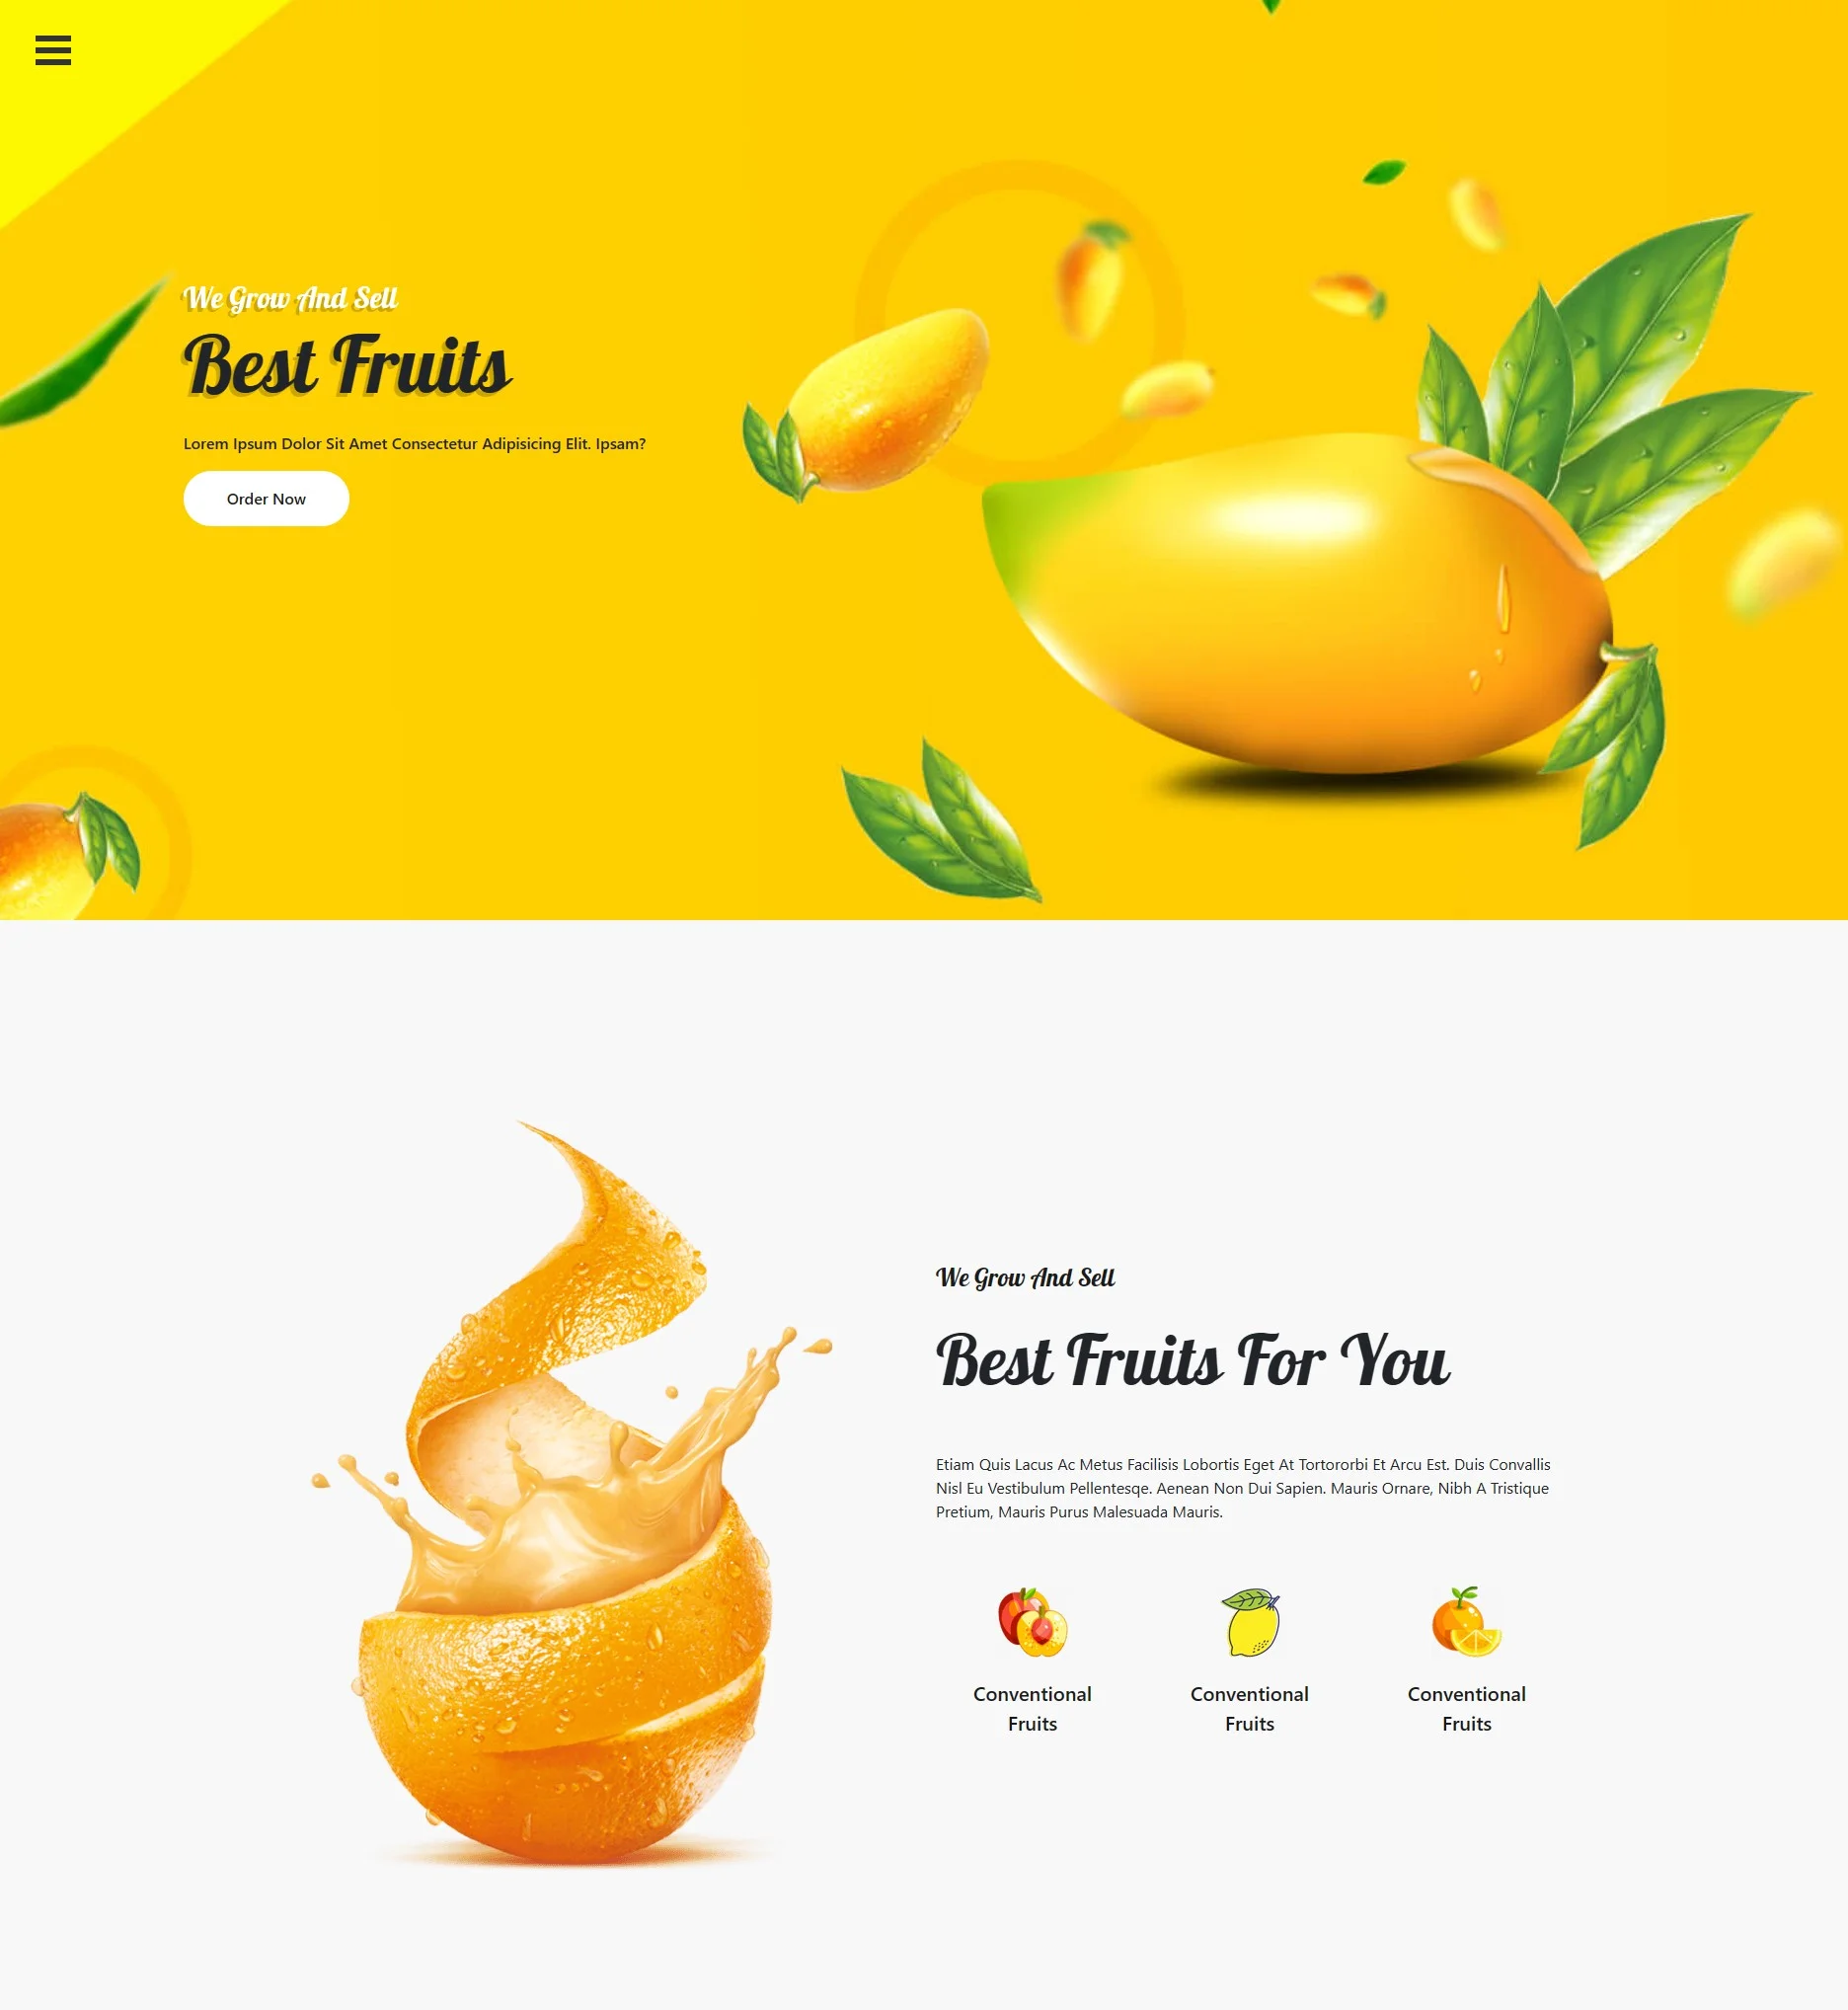 We Grow And Sell
Best Fruits
Lorem Ipsum Dolor Sit Amet Consectetur Adipisicing Elit. Ipsam?
Order Now
We Grow And Sell
Best Fruits For You
Etiam Quis Lacus Ac Metus Facilisis Lobortis Eget At Tortororbi Et Arcu Est. Duis Convallis
Nisl Eu Vestibulum Pellentesqe. Aenean Non Dui Sapien. Mauris Ornare, Nibh A Tristique
Pretium, Mauris Purus Malesuada Mauris.
Conventional
Fruits
Conventional
Fruits
Conventional
Fruits